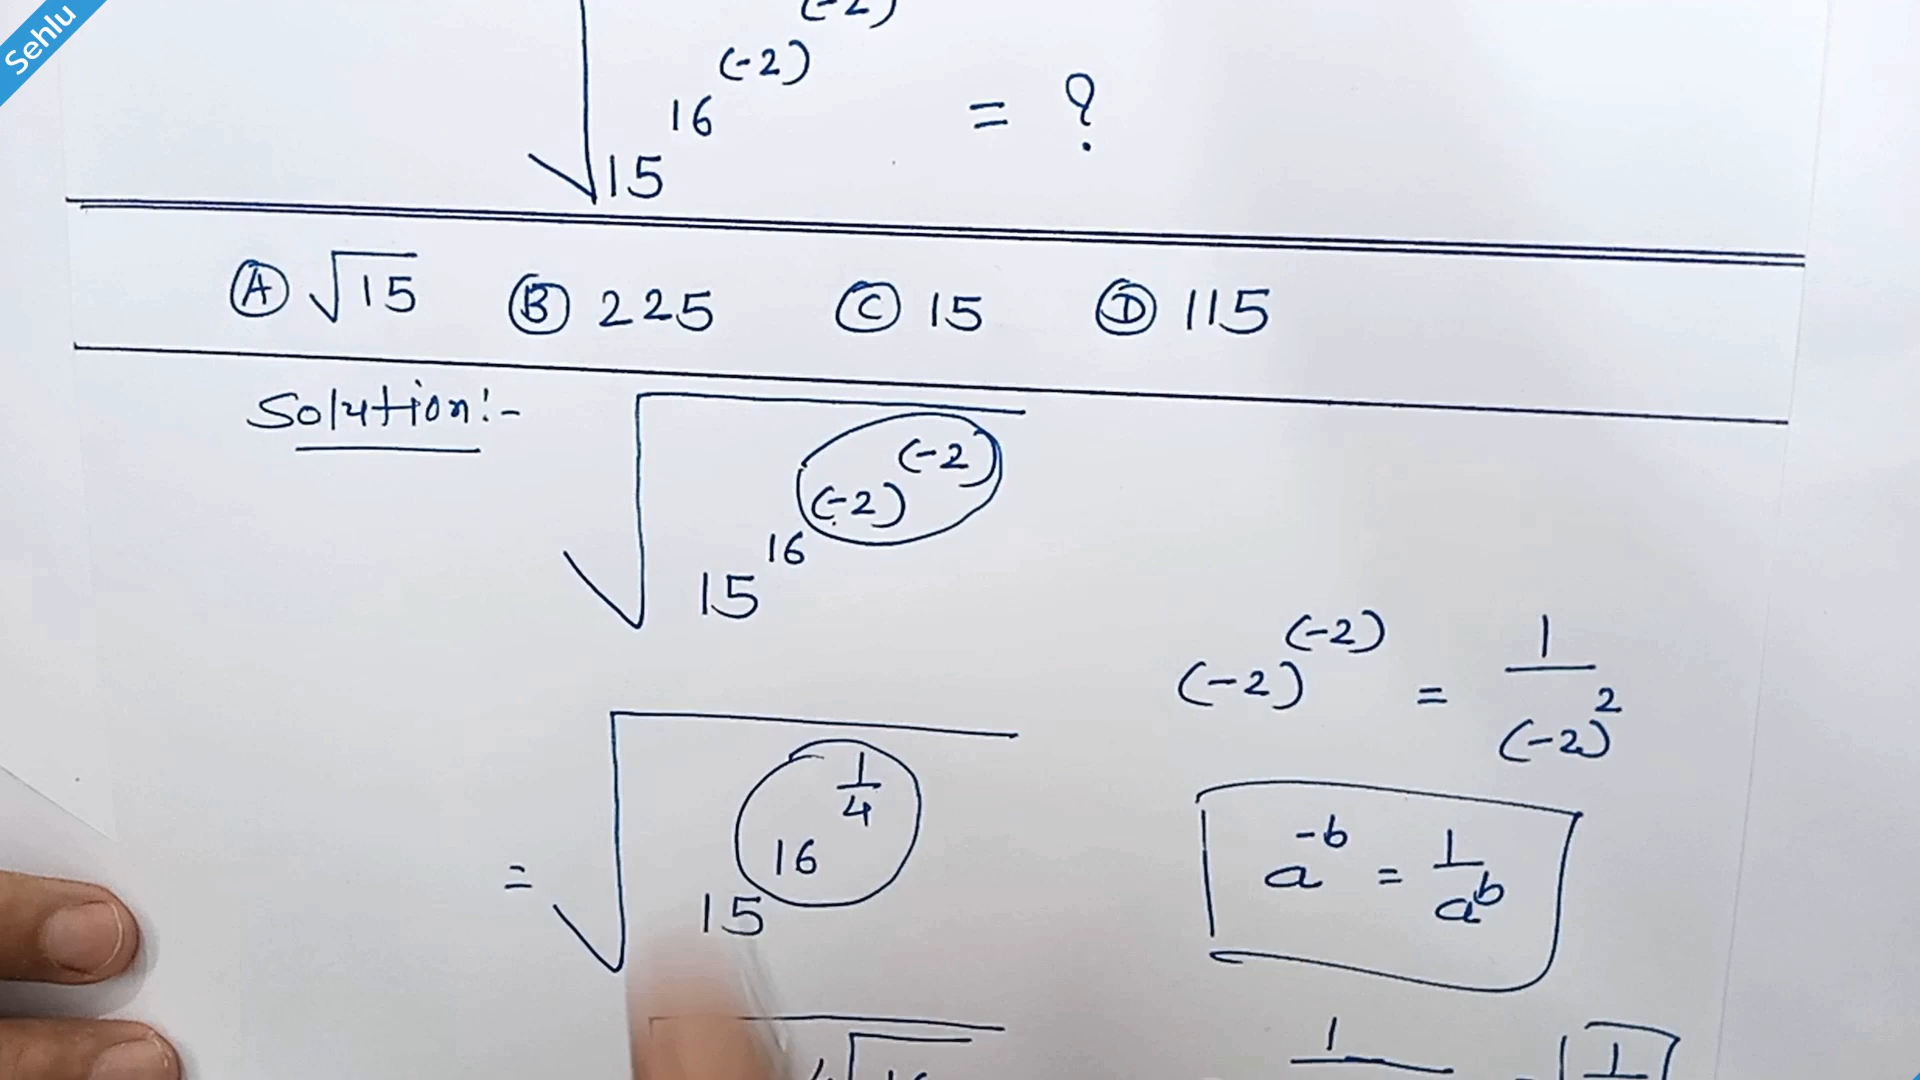 Sehlu
(-2)
(-2)
16
15
= ?
Ⓐ √15 Ⓑ 225 Ⓒ 15 Ⓓ 115
Solution:-
√15^16^(-2)^(-2)
(-2)^(-2) = 1/(-2)^2
= √15^16^1/4
a^-b = 1/a^b